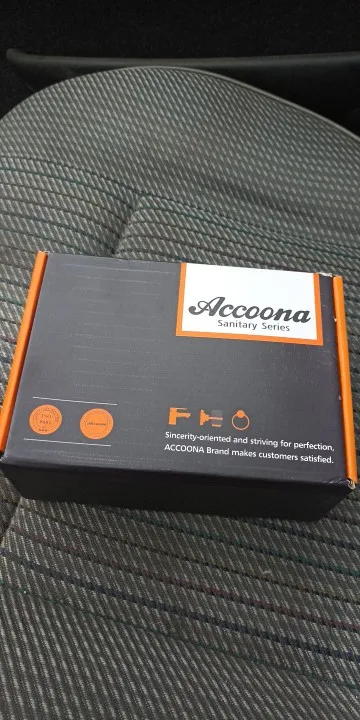 Accoona
Sanitary Series
Sincerity-oriented and striving for perfection,
ACCOONA Brand makes customers satisfied.